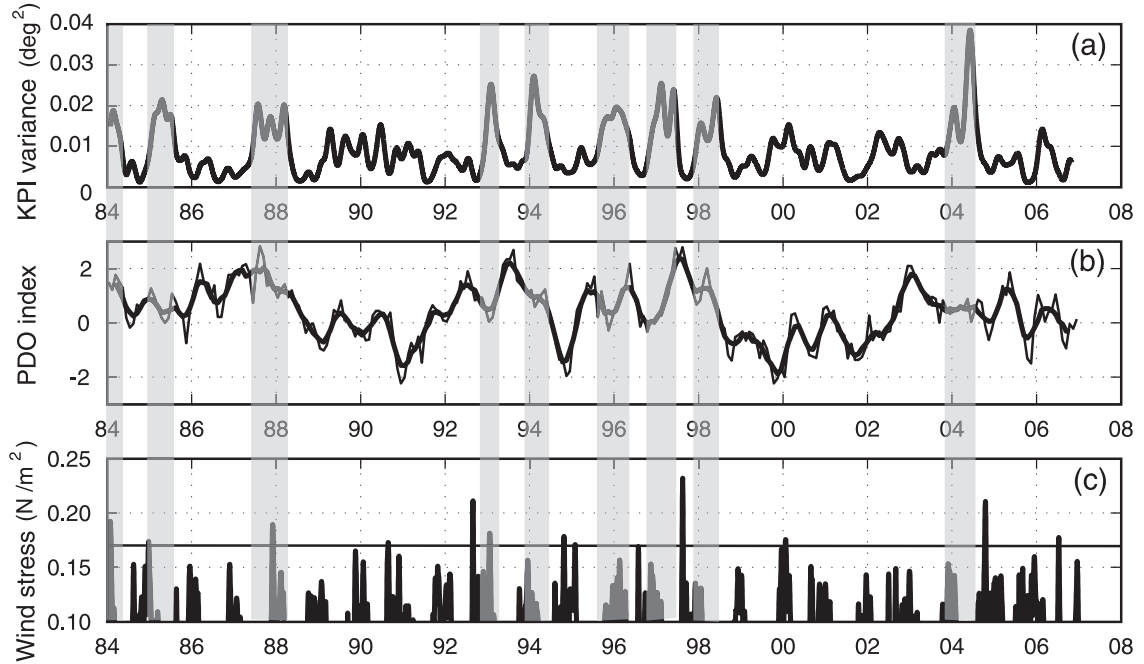 KPI variance (deg²)
0.04
0.03
0.02
0.01
0
(a)
84 86 88 90 92 94 96 98 00 02 04 06 08
PDO index
2
0
-2
(b)
84 86 88 90 92 94 96 98 00 02 04 06 08
Wind stress (N /m²)
0.25
0.20
0.15
0.10
(c)
84 86 88 90 92 94 96 98 00 02 04 06 08